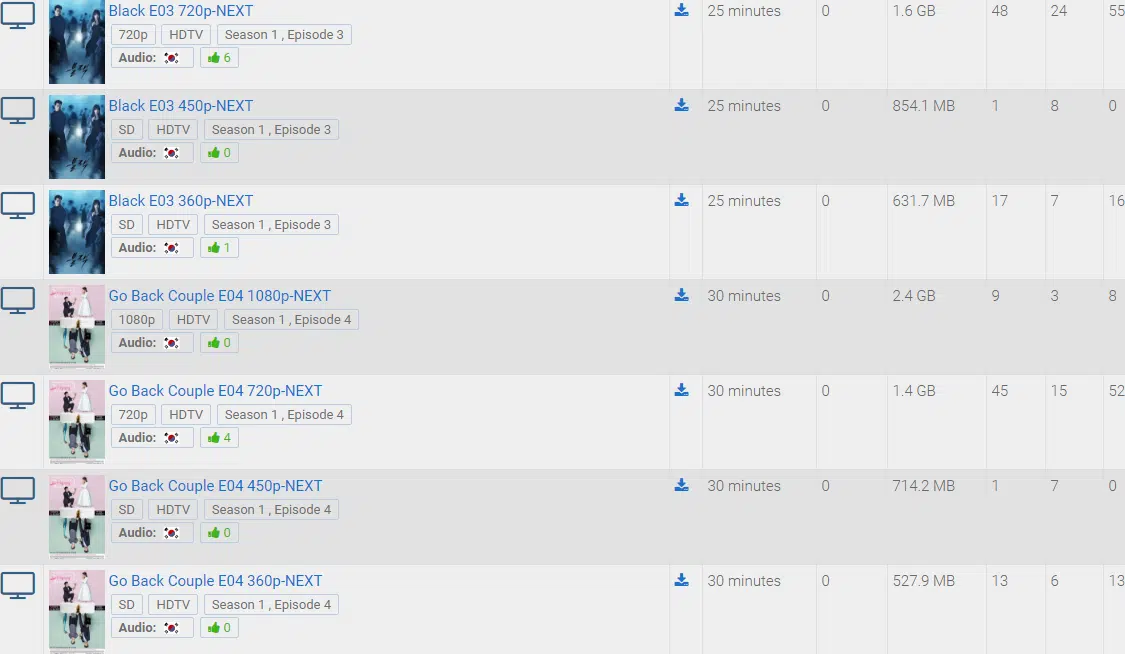 Black E03 720p-NEXT 25 minutes 0 1.6 GB 48 24 55
720p HDTV Season 1 , Episode 3
Audio: 6
Black E03 450p-NEXT 25 minutes 0 854.1 MB 1 8 0
SD HDTV Season 1 , Episode 3
Audio: 0
Black E03 360p-NEXT 25 minutes 0 631.7 MB 17 7 16
SD HDTV Season 1 , Episode 3
Audio: 1
Go Back Couple E04 1080p-NEXT 30 minutes 0 2.4 GB 9 3 8
1080p HDTV Season 1 , Episode 4
Audio: 0
Go Back Couple E04 720p-NEXT 30 minutes 0 1.4 GB 45 15 52
720p HDTV Season 1 , Episode 4
Audio: 4
Go Back Couple E04 450p-NEXT 30 minutes 0 714.2 MB 1 7 0
SD HDTV Season 1 , Episode 4
Audio: 0
Go Back Couple E04 360p-NEXT 30 minutes 0 527.9 MB 13 6 13
SD HDTV Season 1 , Episode 4
Audio: 0